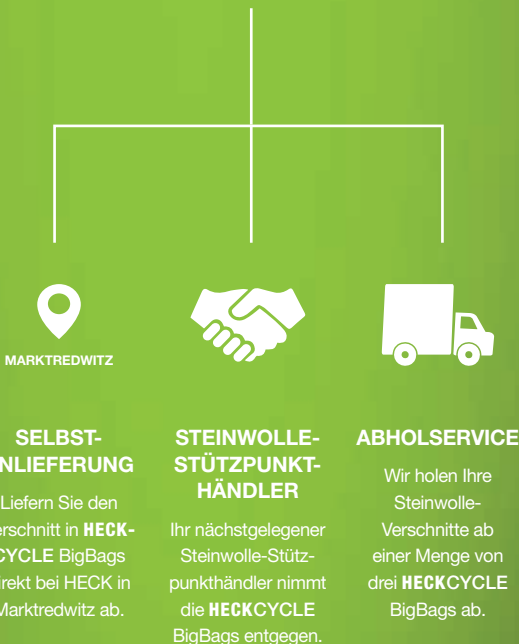 MARKTREDWITZ
SELBST-
NLIEFERUNG
Liefern Sie den
erschnitt in HECK-
CYCLE BigBags
irekt bei HECK in
Marktredwitz ab.
STEINWOLLE-
STÜTZPUNKT-
HÄNDLER
Ihr nächstgelegener
Steinwolle-Stütz-
punkthändler nimmt
die HECKCYCLE
BigBags entgegen.
ABHOLSERVICE
Wir holen Ihre
Steinwolle-
Verschnitte ab
einer Menge von
drei HECKCYCLE
BigBags ab.